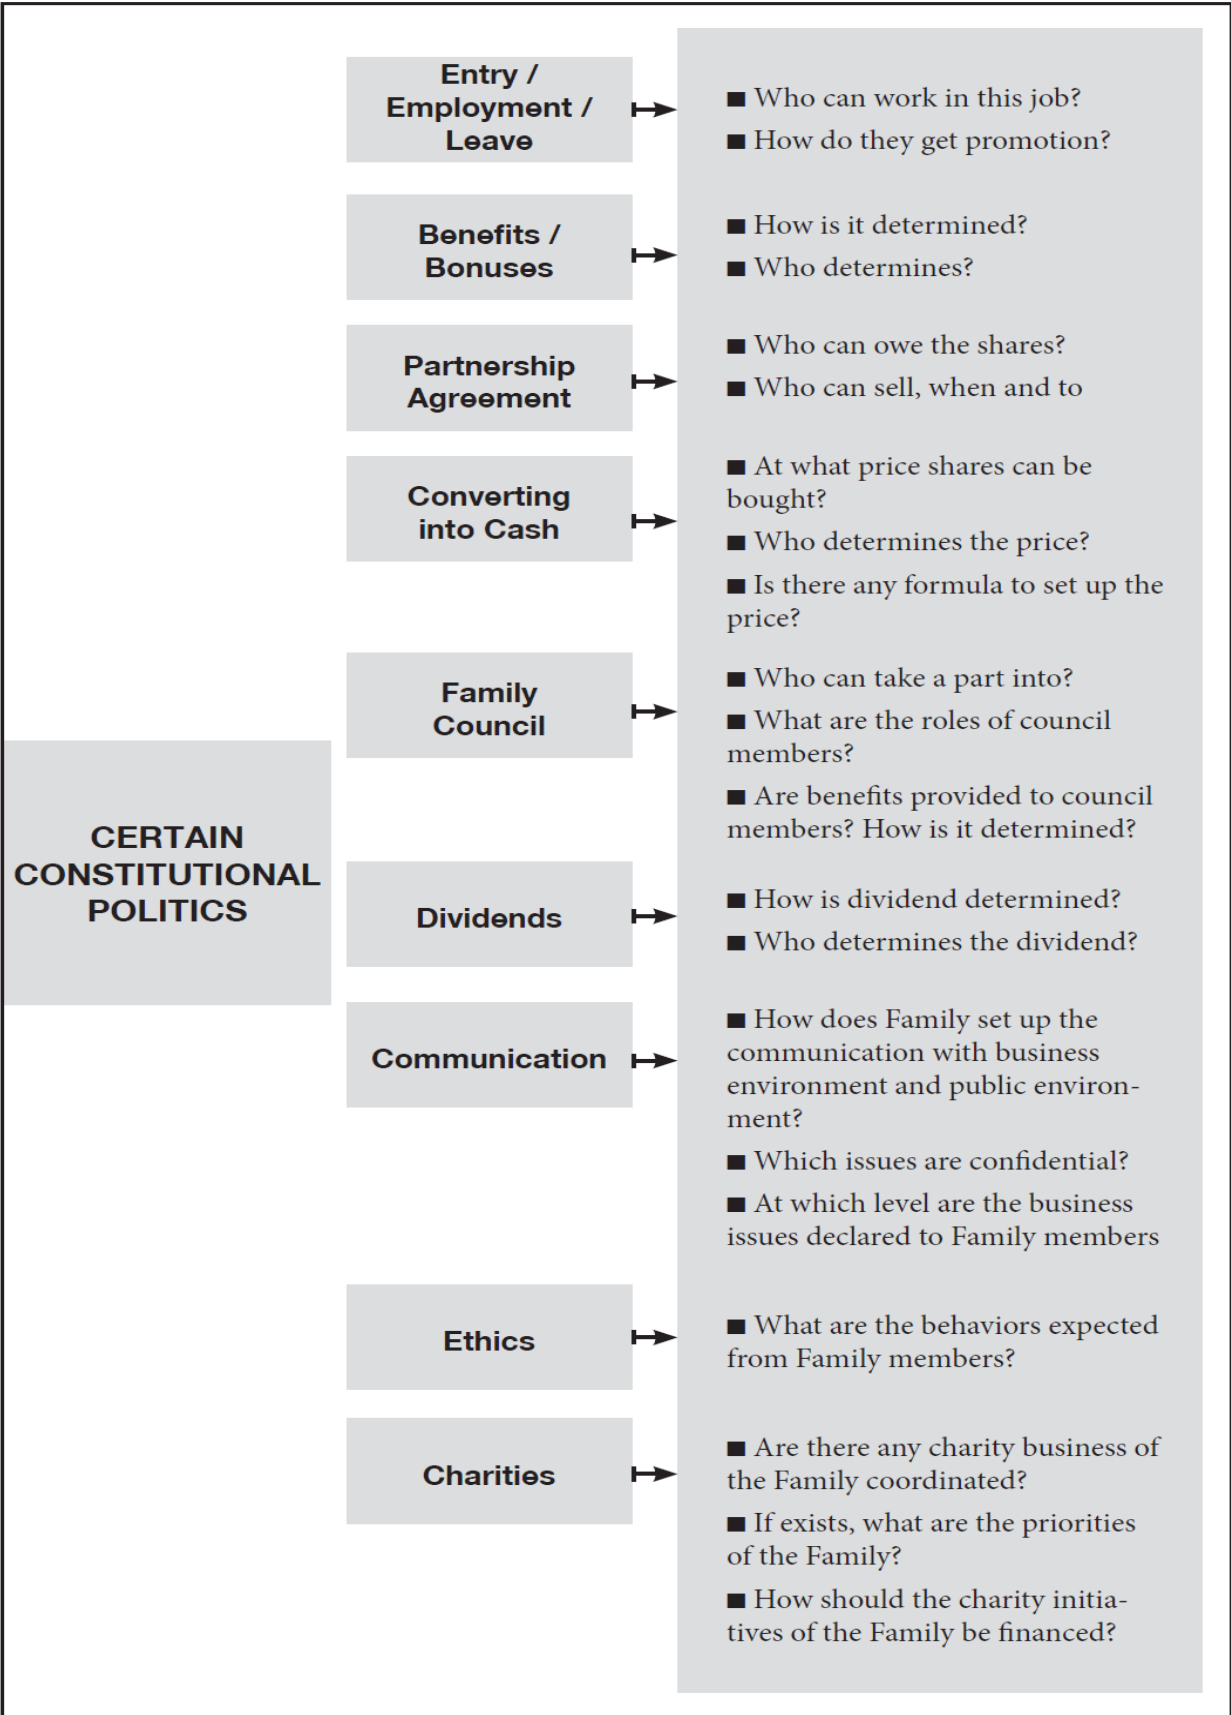 Entry /
Employment /
Leave
■ Who can work in this job?
■ How do they get promotion?
Benefits /
Bonuses
■ How is it determined?
■ Who determines?
Partnership
Agreement
■ Who can owe the shares?
■ Who can sell, when and to
Converting
into Cash
■ At what price shares can be
bought?
■ Who determines the price?
■ Is there any formula to set up the
price?
Family
Council
■ Who can take a part into?
■ What are the roles of council
members?
■ Are benefits provided to council
members? How is it determined?
CERTAIN
CONSTITUTIONAL
POLITICS
Dividends
■ How is dividend determined?
■ Who determines the dividend?
Communication
■ How does Family set up the
communication with business
environment and public environ-
ment?
■ Which issues are confidential?
■ At which level are the business
issues declared to Family members
Ethics
■ What are the behaviors expected
from Family members?
Charities
■ Are there any charity business of
the Family coordinated?
■ If exists, what are the priorities
of the Family?
■ How should the charity initia-
tives of the Family be financed?